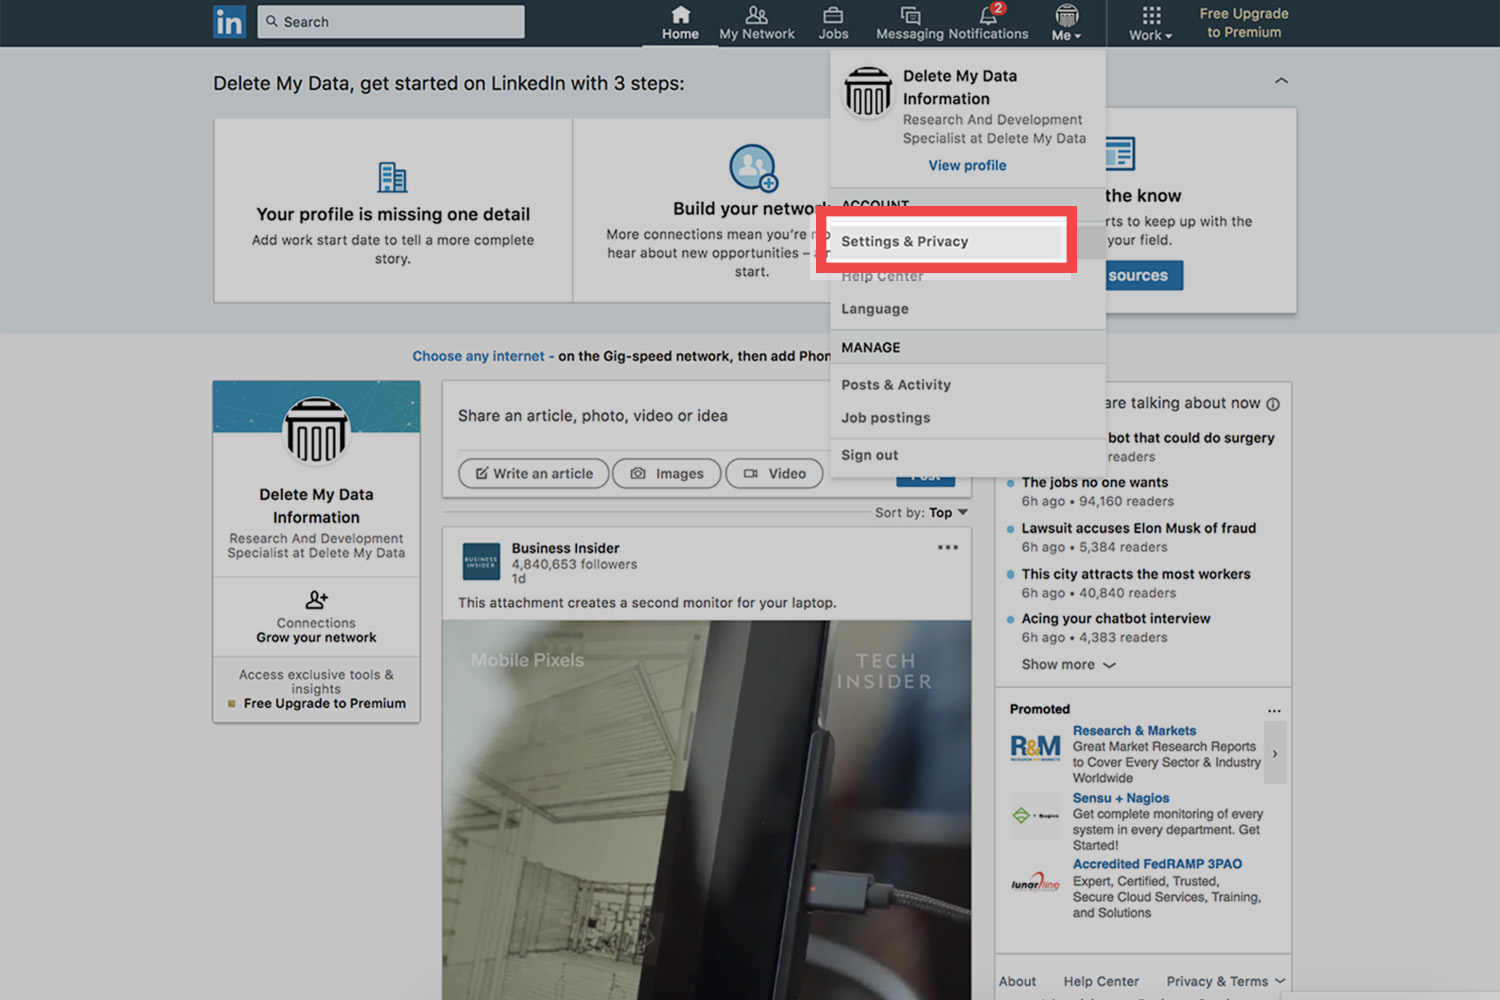 in
Search
Home
My Network
Jobs
Messaging
Notifications
2
Me
Work
Free Upgrade
to Premium
Delete My Data, get started on LinkedIn with 3 steps:
Your profile is missing one detail
Add work start date to tell a more complete
story.
Build your network
More connections mean you're
hear about new opportunities –
start.
the know
to keep up with the
your field.
sources
Delete My Data
Information
Research And Development
Specialist at Delete My Data
View profile
ACCOUNT
Settings & Privacy
Help Center
Language
MANAGE
Posts & Activity
Job postings
Sign out
Choose any internet - on the Gig-speed network, then add
Delete My Data
Information
Research And Development
Specialist at Delete My Data
Connections
Grow your network
Access exclusive tools &
insights
Free Upgrade to Premium
Share an article, photo, video or idea
Write an article
Images
Video
Post
Sort by: Top
BUSINESS
INSIDER
Business Insider
4,840,653 followers
1d
This attachment creates a second monitor for your laptop.
Mobile Pixels
TECH
INSIDER
are talking about now
bot that could do surgery
readers
The jobs no one wants
6h ago • 94,160 readers
Lawsuit accuses Elon Musk of fraud
6h ago • 5,384 readers
This city attracts the most workers
6h ago • 40,840 readers
Acing your chatbot interview
6h ago • 4,383 readers
Show more
Promoted
R&M
RESEARCH AND MARKETS
Research & Markets
Great Market Research Reports
to Cover Every Sector & Industry
Worldwide
+ Nagios
Sensu + Nagios
Get complete monitoring of every
system in every department. Get
Started!
lunarline
Accredited FedRAMP 3PAO
Expert, Certified, Trusted,
Secure Cloud Services, Training,
and Solutions
About
Help Center
Privacy & Terms